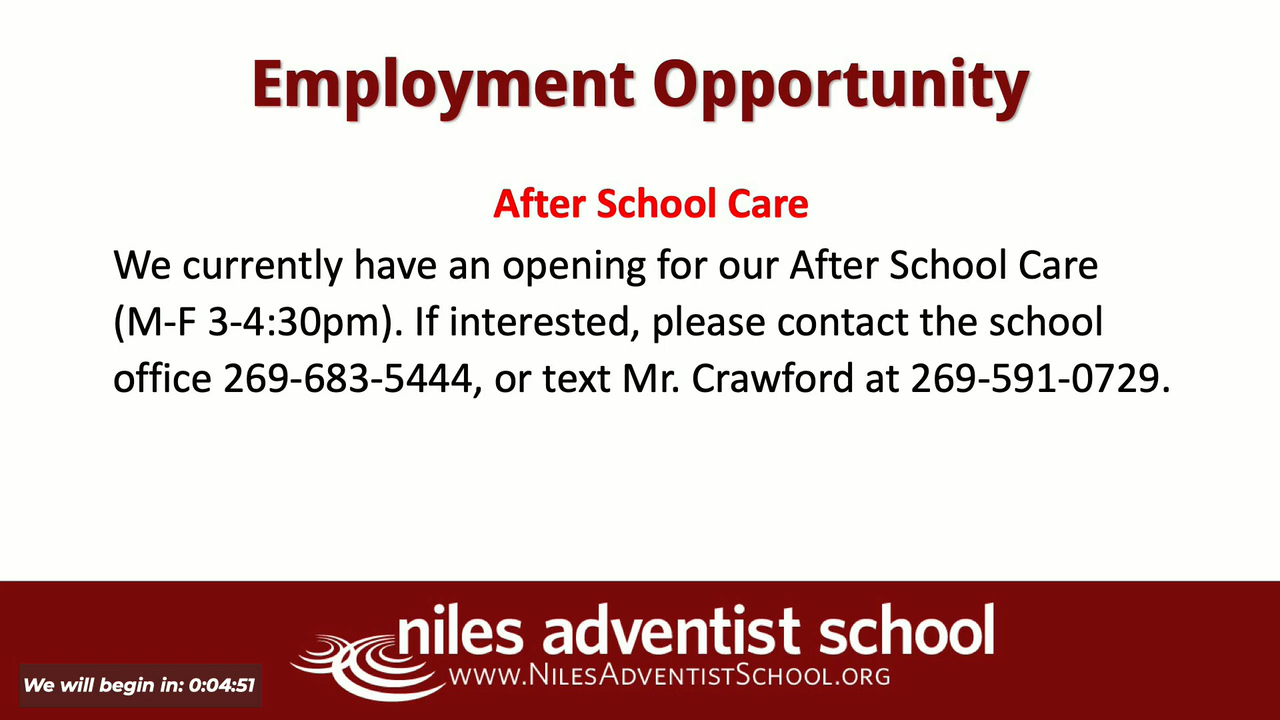 Employment Opportunity
After School Care
We currently have an opening for our After School Care
(M-F 3-4:30pm). If interested, please contact the school
office 269-683-5444, or text Mr. Crawford at 269-591-0729.
niles adventist school
www.NilesAdventistSchool.org
We will begin in: 0:04:51